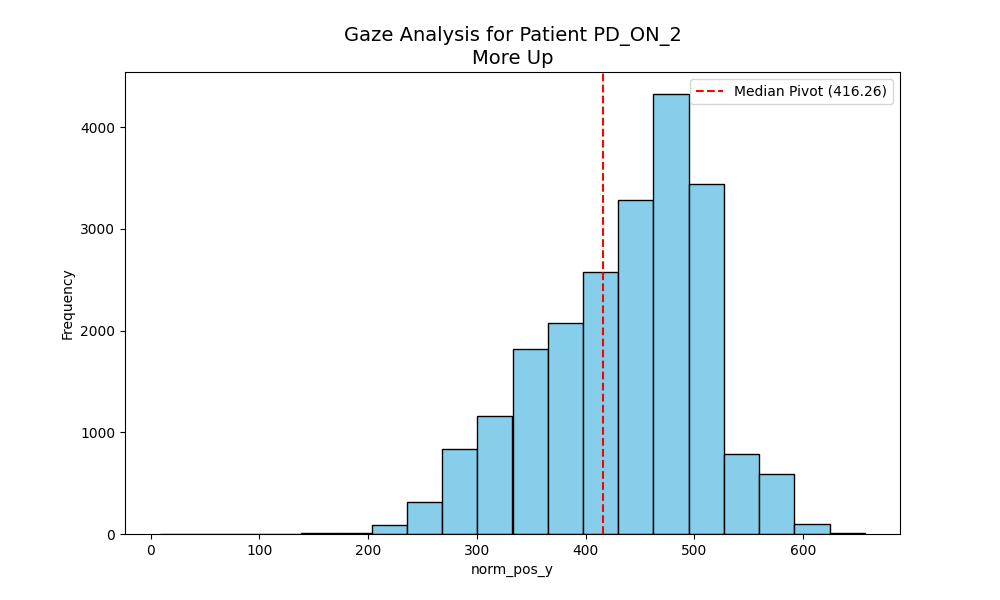 Gaze Analysis for Patient PD_ON_2
More Up
Median Pivot (416.26)
Frequency
4000
3000
2000
1000
0
0 100 200 300 400 500 600
norm_pos_y